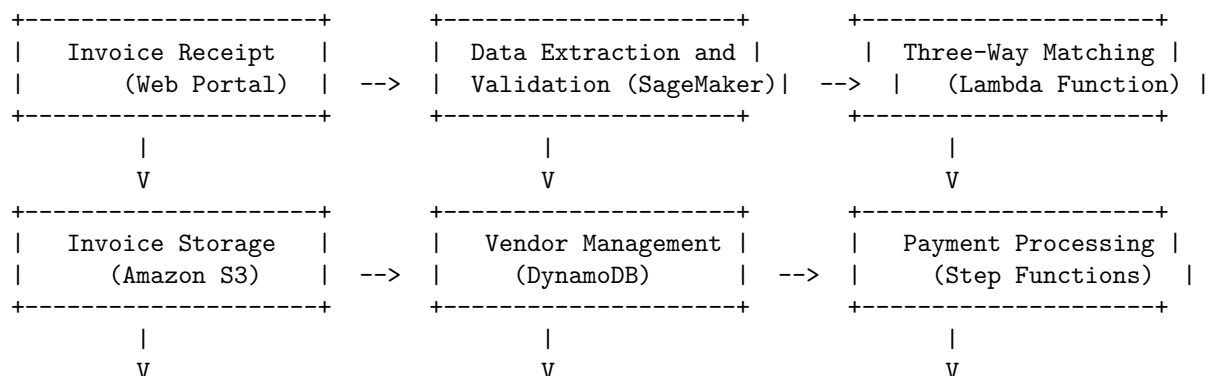 +---------------------+       +---------------------+       +---------------------+
|   Invoice Receipt   |       |  Data Extraction and |       |  Three-Way Matching |
|       (Web Portal)  |  -->  |  Validation (SageMaker)|  -->  |   (Lambda Function) |
+---------------------+       +---------------------+       +---------------------+
         |                            |                            |
         V                            V                            V
+---------------------+       +---------------------+       +---------------------+
|   Invoice Storage   |       |   Vendor Management |       |   Payment Processing |
|      (Amazon S3)    |  -->  |     (DynamoDB)      |  -->  |     (Step Functions)  |
+---------------------+       +---------------------+       +---------------------+
         |                            |                            |
         V                            V                            V